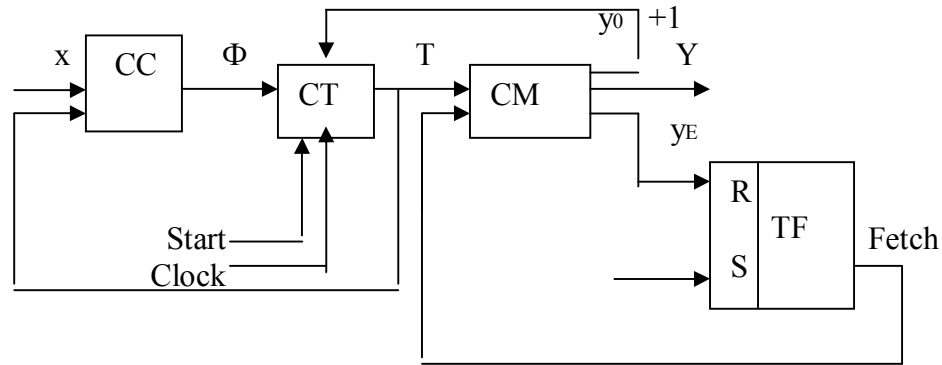 y0 +1
x Φ T Y
CC
CT CM
yE
R
TF
Start Fetch
S
Clock